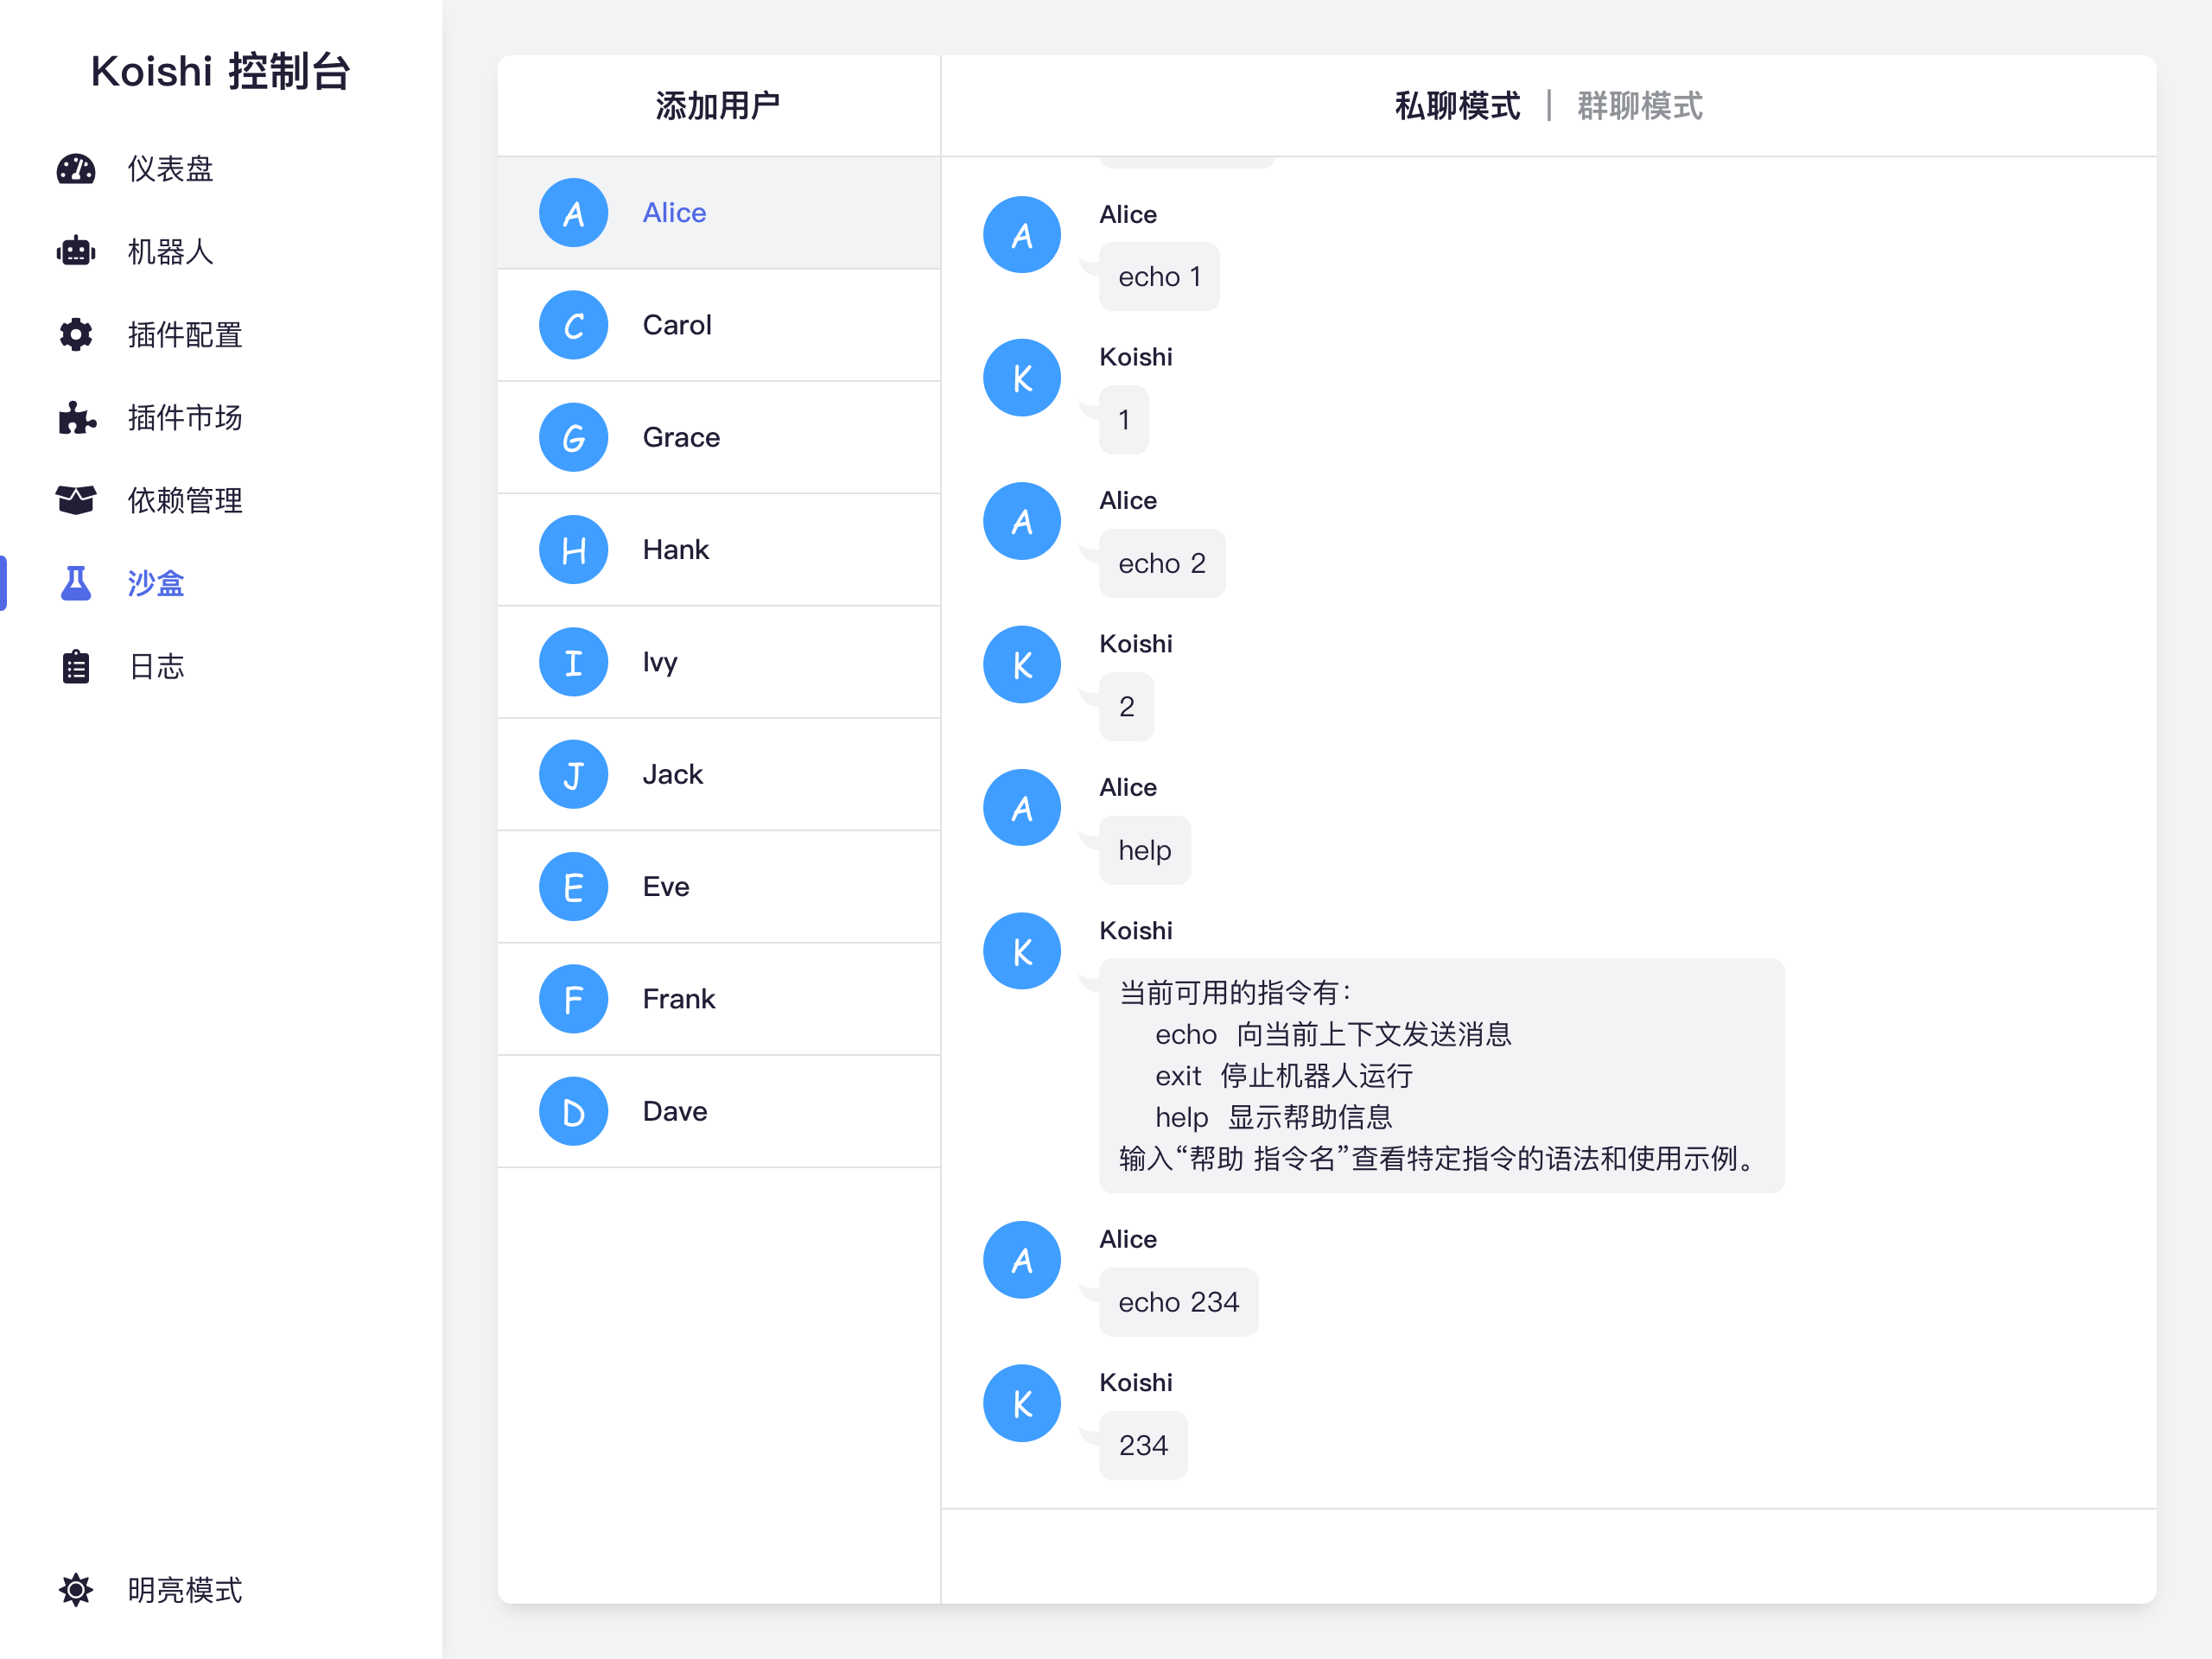 Koishi 控制台
仪表盘
机器人
插件配置
插件市场
依赖管理
沙盒
日志
明亮模式
添加用户
A Alice
C Carol
G Grace
H Hank
I Ivy
J Jack
E Eve
F Frank
D Dave
私聊模式 | 群聊模式
A Alice
echo 1
K Koishi
1
A Alice
echo 2
K Koishi
2
A Alice
help
K Koishi
当前可用的指令有：
echo 向当前上下文发送消息
exit 停止机器人运行
help 显示帮助信息
输入“帮助 指令名”查看特定指令的语法和使用示例。
A Alice
echo 234
K Koishi
234